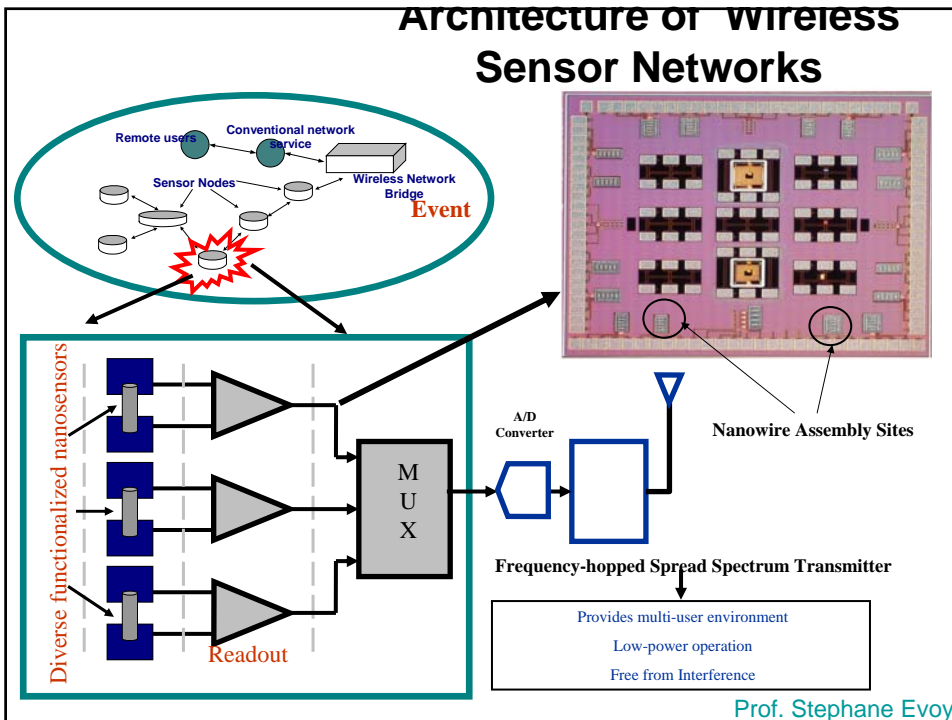 Architecture of Wireless
Sensor Networks
Remote users
Conventional network
service
Sensor Nodes
Wireless Network
Bridge
Event
Diverse functionalized nanosensors
Readout
M
U
X
A/D
Converter
Nanowire Assembly Sites
Frequency-hopped Spread Spectrum Transmitter
Provides multi-user environment
Low-power operation
Free from Interference
Prof. Stephane Evoy